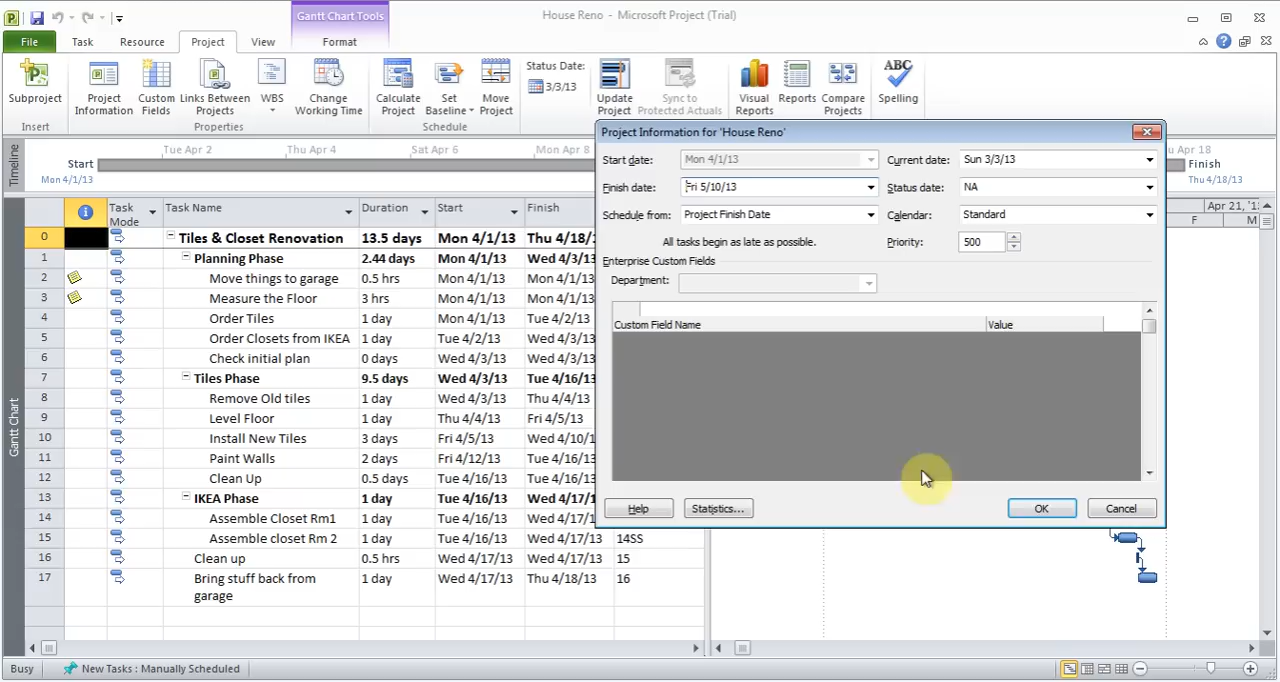 Gantt Chart Tools
House Reno - Microsoft Project (Trial)
File Task Resource Project View Format
Subproject
Project Information
Custom Fields
Links Between Projects
WBS
Change Working Time
Calculate Project
Set Baseline
Move Project
Status Date:
3/3/13
Update Project
Sync to Protected Actuals
Visual Reports
Reports
Compare Projects
ABC
Spelling
Insert Properties Schedule
Timeline
Tue Apr 2 Thu Apr 4 Sat Apr 6 Mon Apr 8
Start
Mon 4/1/13
Finish
Thu 4/18/13
Project Information for 'House Reno'
Start date: Mon 4/1/13 Current date: Sun 3/3/13
Finish date: Fri 5/10/13 Status date: NA
Schedule from: Project Finish Date Calendar: Standard
All tasks begin as late as possible. Priority: 500
Enterprise Custom Fields
Department:
Custom Field Name Value
Help Statistics... OK Cancel
Gantt Chart
Task Mode Task Name Duration Start Finish
Apr 21, '1
F M
0 Tiles & Closet Renovation 13.5 days Mon 4/1/13 Thu 4/18/
1 Planning Phase 2.44 days Mon 4/1/13 Wed 4/3/1
2 Move things to garage 0.5 hrs Mon 4/1/13 Mon 4/1/1
3 Measure the Floor 3 hrs Mon 4/1/13 Mon 4/1/1
4 Order Tiles 1 day Mon 4/1/13 Tue 4/2/13
5 Order Closets from IKEA 1 day Tue 4/2/13 Wed 4/3/1
6 Check initial plan 0 days Wed 4/3/13 Wed 4/3/1
7 Tiles Phase 9.5 days Wed 4/3/13 Tue 4/16/1
8 Remove Old tiles 1 day Wed 4/3/13 Thu 4/4/1
9 Level Floor 1 day Thu 4/4/13 Fri 4/5/13
10 Install New Tiles 3 days Fri 4/5/13 Wed 4/10/1
11 Paint Walls 2 days Fri 4/12/13 Tue 4/16/1
12 Clean Up 0.5 days Tue 4/16/13 Tue 4/16/1
13 IKEA Phase 1 day Tue 4/16/13 Wed 4/17/
14 Assemble Closet Rm1 1 day Tue 4/16/13 Wed 4/17/1
15 Assemble closet Rm 2 1 day Tue 4/16/13 Wed 4/17/13 14SS
16 Clean up 0.5 hrs Wed 4/17/13 Wed 4/17/13 15
17 Bring stuff back from garage 1 day Wed 4/17/13 Thu 4/18/13 16
Busy New Tasks : Manually Scheduled